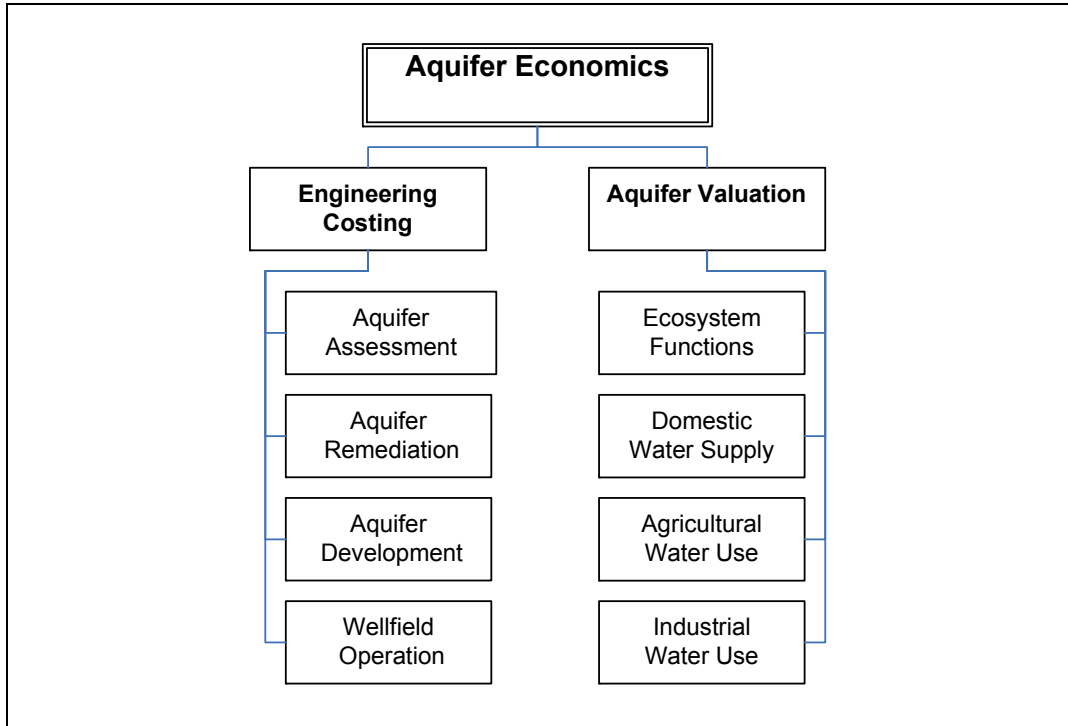 Aquifer Economics
Engineering
Costing
Aquifer Valuation
Aquifer
Assessment
Aquifer
Remediation
Aquifer
Development
Wellfield
Operation
Ecosystem
Functions
Domestic
Water Supply
Agricultural
Water Use
Industrial
Water Use